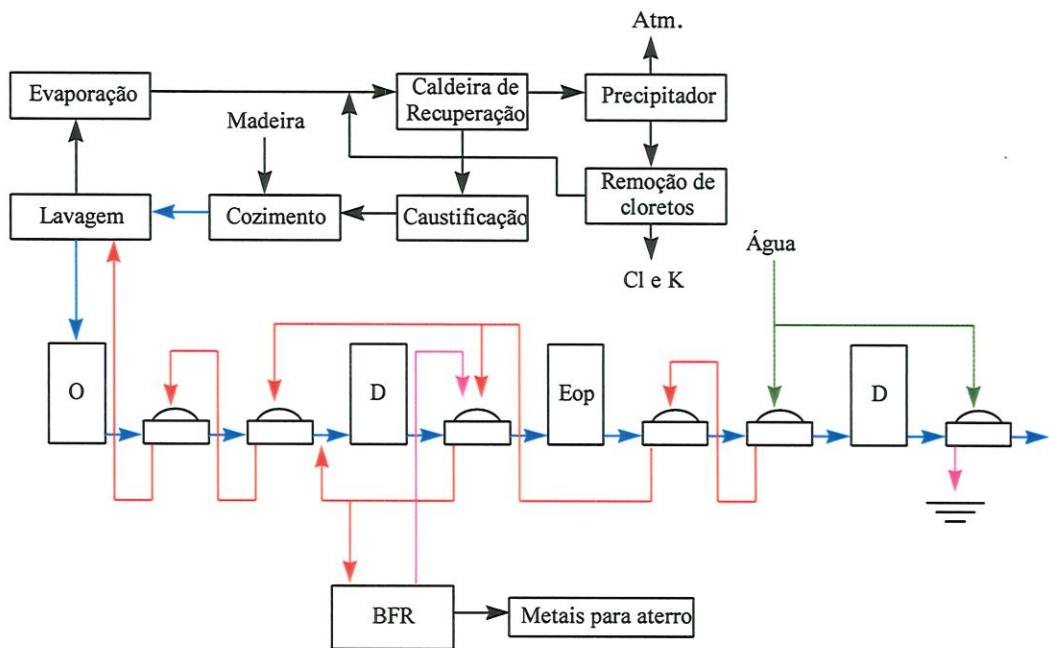 Atm.
Evaporação
Caldeira de
Recuperação
Precipitador
Madeira
Lavagem
Cozimento
Caustificação
Remoção de
cloretos
Água
Cl e K
O
D
Eop
D
BFR
Metais para aterro